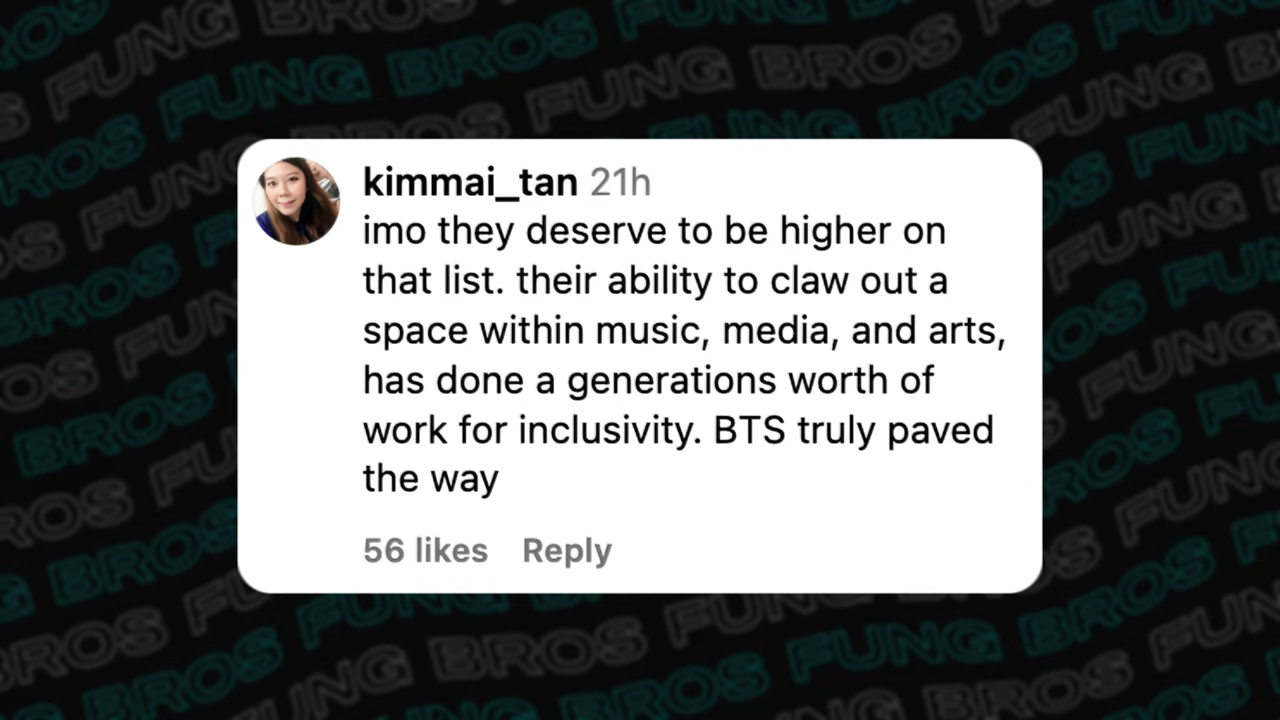 kimmai_tan 21h
imo they deserve to be higher on
that list. their ability to claw out a
space within music, media, and arts,
has done a generations worth of
work for inclusivity. BTS truly paved
the way
56 likes Reply
FUNG BROS